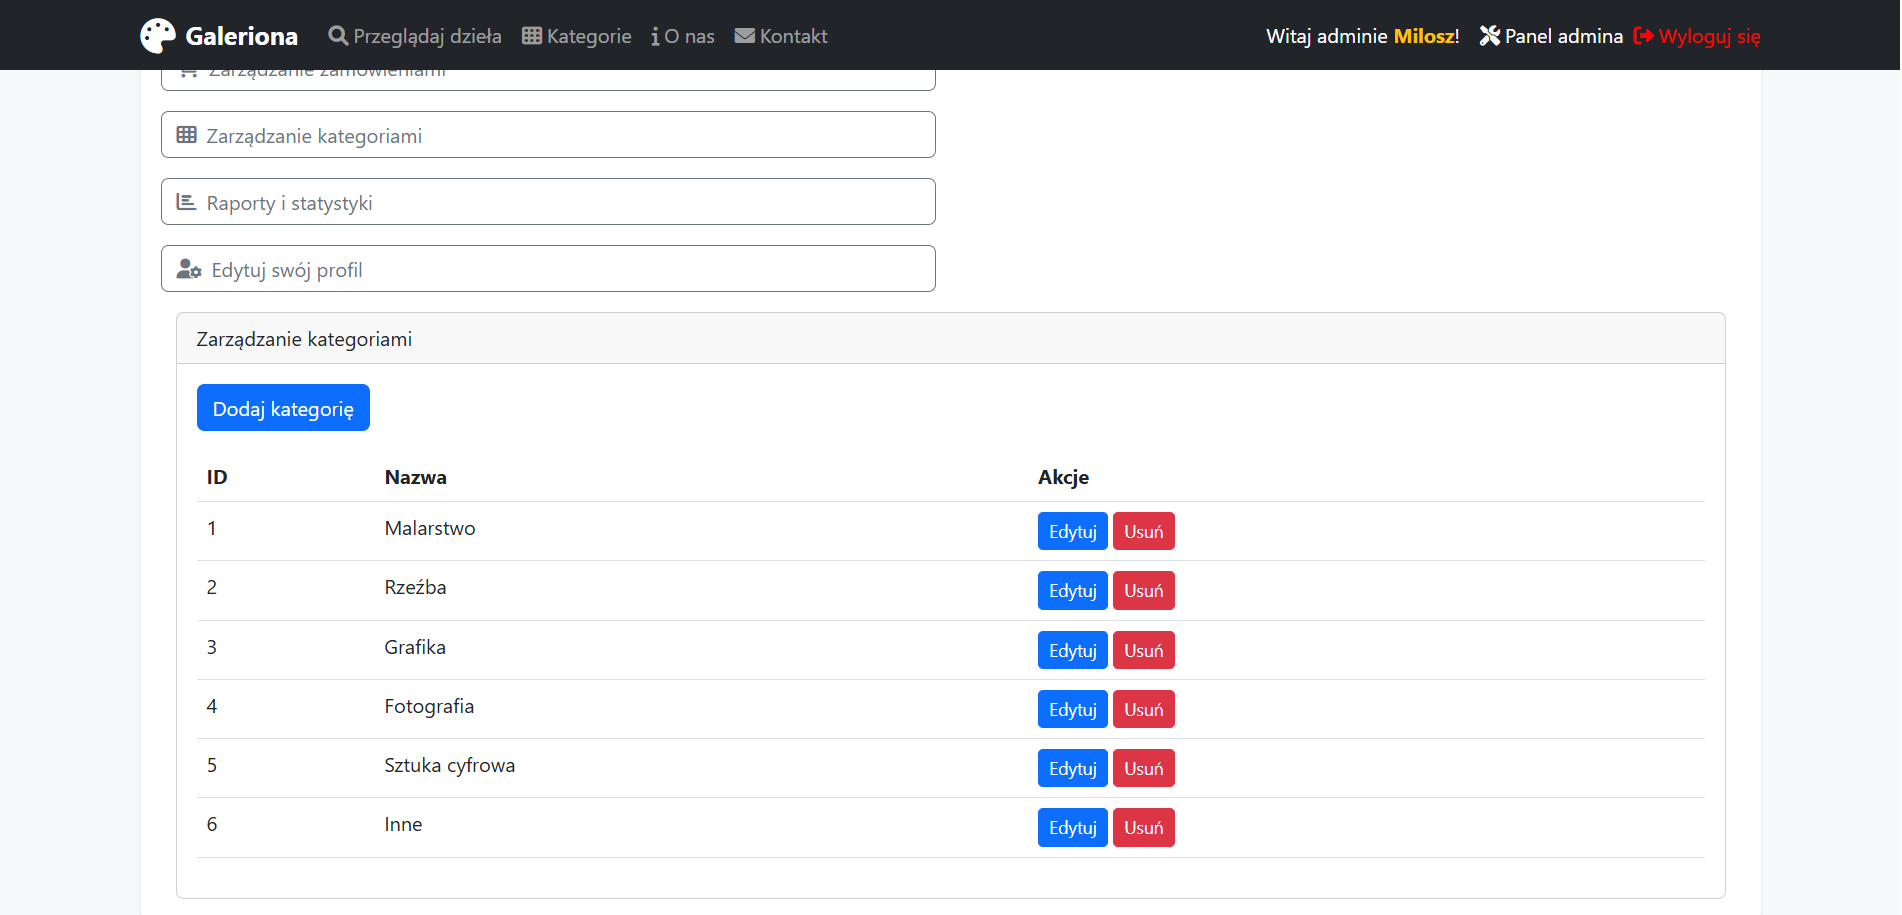 Galeriona Przeglądaj dzieła Kategorie O nas Kontakt Witaj adminie Milosz! Panel admina Wyloguj się
Zarządzanie zamówieniami
Zarządzanie kategoriami
Raporty i statystyki
Edytuj swój profil
Zarządzanie kategoriami
Dodaj kategorię
ID Nazwa Akcje
1 Malarstwo Edytuj Usuń
2 Rzeźba Edytuj Usuń
3 Grafika Edytuj Usuń
4 Fotografia Edytuj Usuń
5 Sztuka cyfrowa Edytuj Usuń
6 Inne Edytuj Usuń